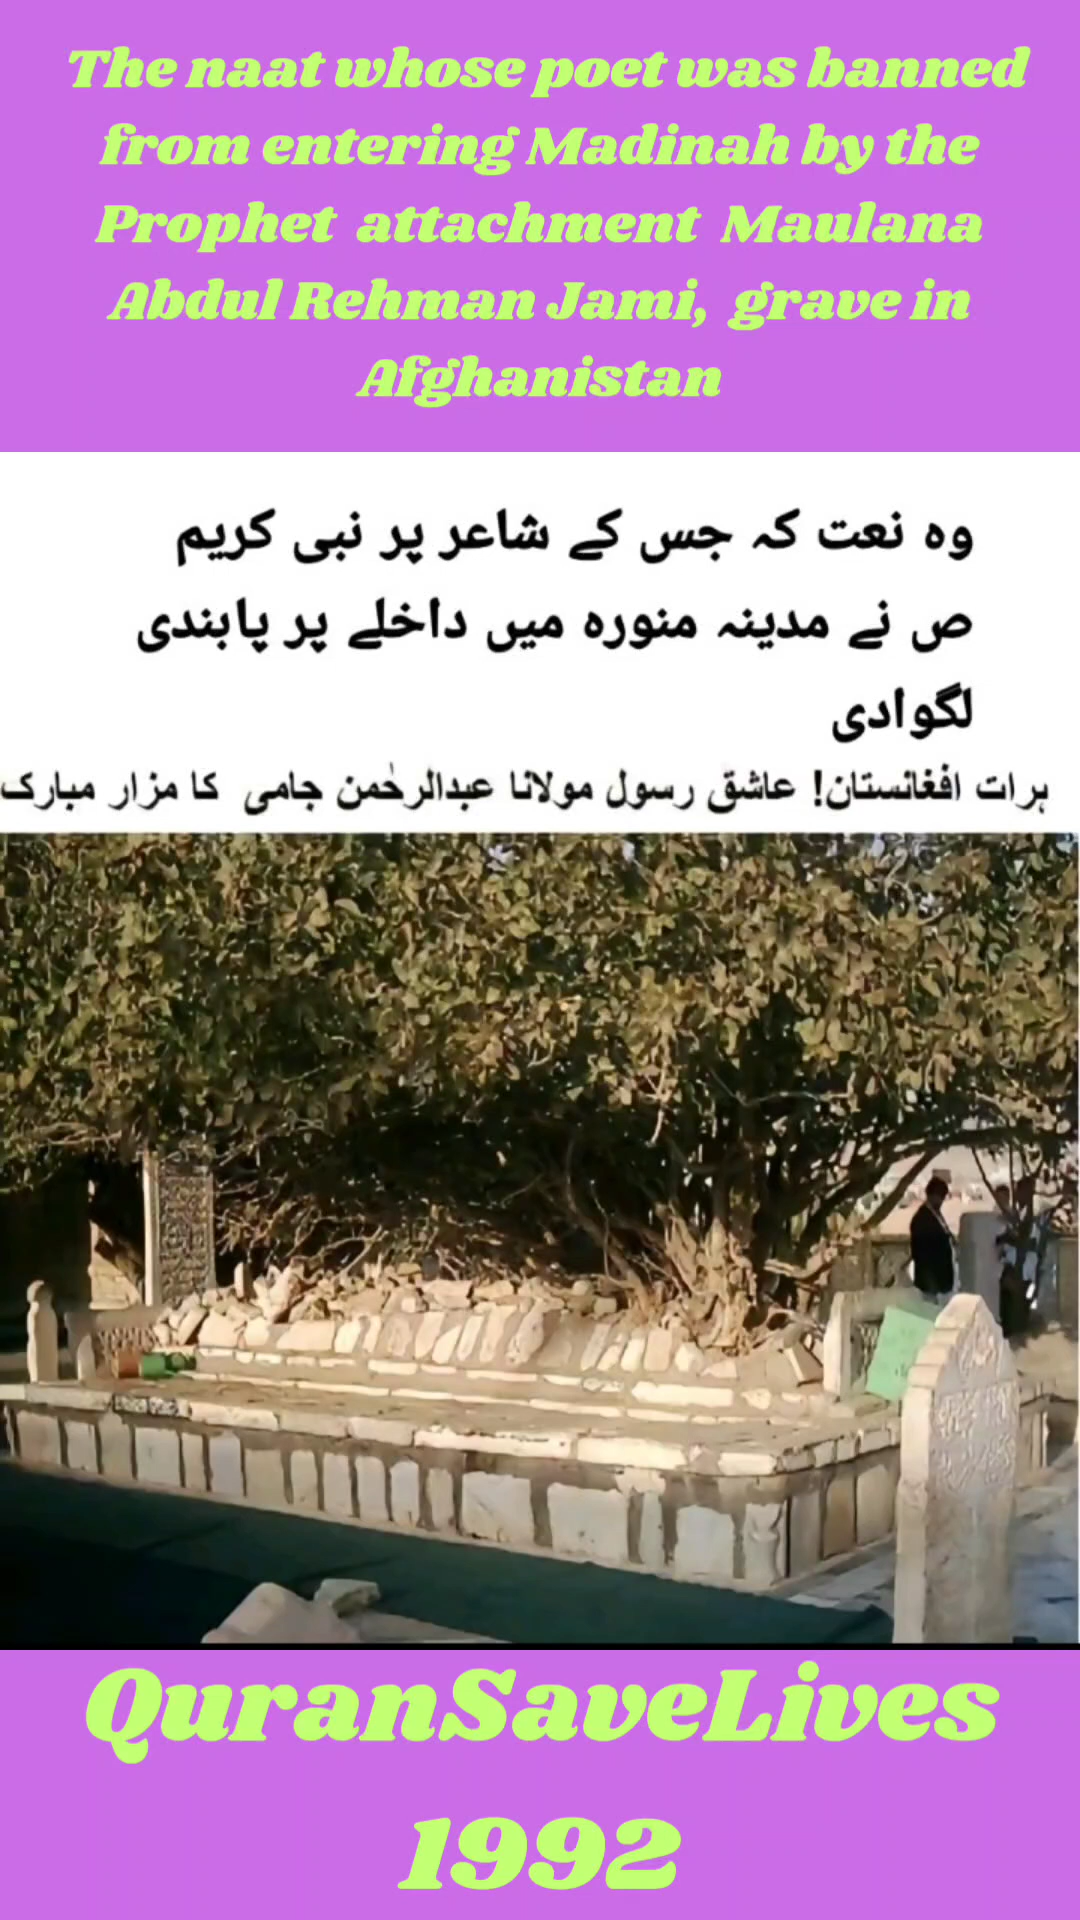 The naat whose poet was banned
from entering Madinah by the
Prophet attachment Maulana
Abdul Rehman Jami, grave in
Afghanistan
وہ نعت کہ جس کے شاعر پر نبی کریم
ص نے مدینہ منورہ میں داخلے پر پابندی
لگوادی
ہرات افغانستان! عاشق رسول مولانا عبدالرحٰمن جامی کا مزار مبارک
QuranSaveLives
1992